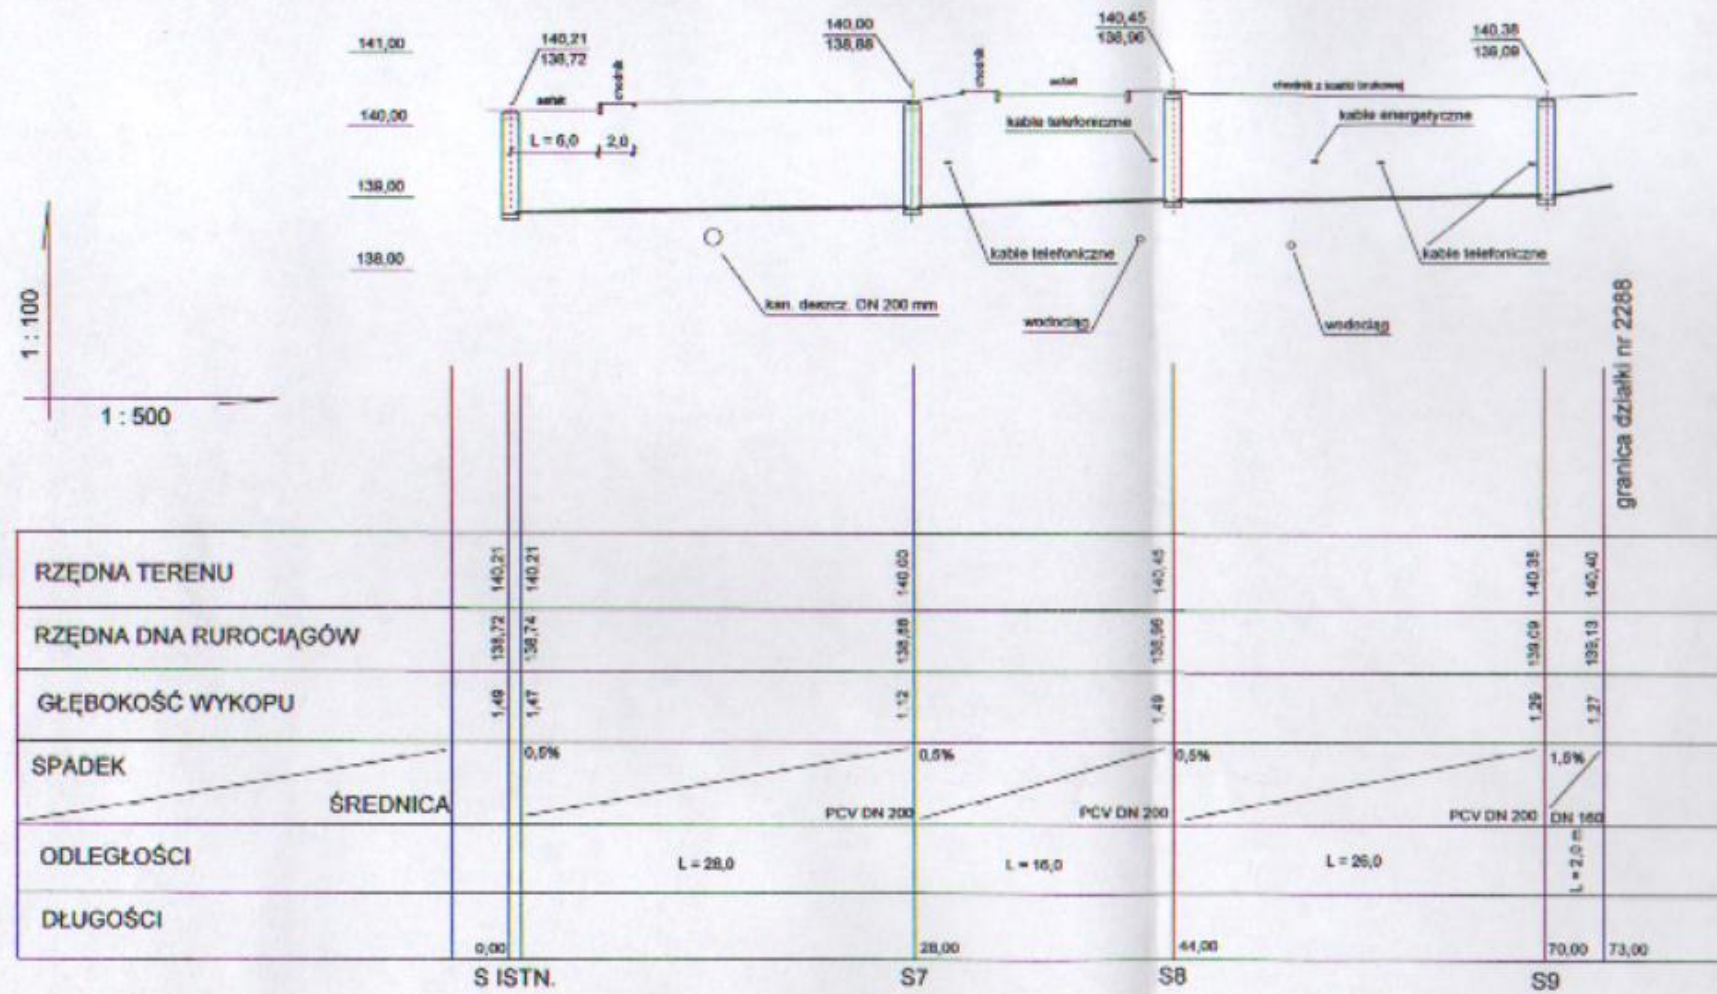 141,00
140,00
139,00
138,00
140,21
138,72
140,00
138,88
140,45
138,96
140,38
139,09
asfalt
chodnik
L = 6,0
2,0
chodnik
asfalt
chodnik z kostki brukowej
kable telefoniczne
kable energetyczne
kable telefoniczne
kable telefoniczne
kan. deszcz. DN 200 mm
wodociąg
wodociąg
1 : 100
1 : 500
granica działki nr 2288
RZĘDNA TERENU
140,21
140,21
140,00
140,45
140,38
140,40
RZĘDNA DNA RUROCIĄGÓW
138,72
138,74
138,88
138,96
139,09
139,13
GŁĘBOKOŚĆ WYKOPU
1,49
1,47
1.12
1,49
1,29
1,27
SPADEK
0,5%
0,5%
0,5%
1,5%
ŚREDNICA
PCV DN 200
PCV DN 200
PCV DN 200
DN 160
ODLEGŁOŚCI
L = 28,0
L = 16,0
L = 26,0
L = 2,0 m
DŁUGOŚCI
0,00
28,00
44,00
70,00
73,00
S ISTN.
S7
S8
S9